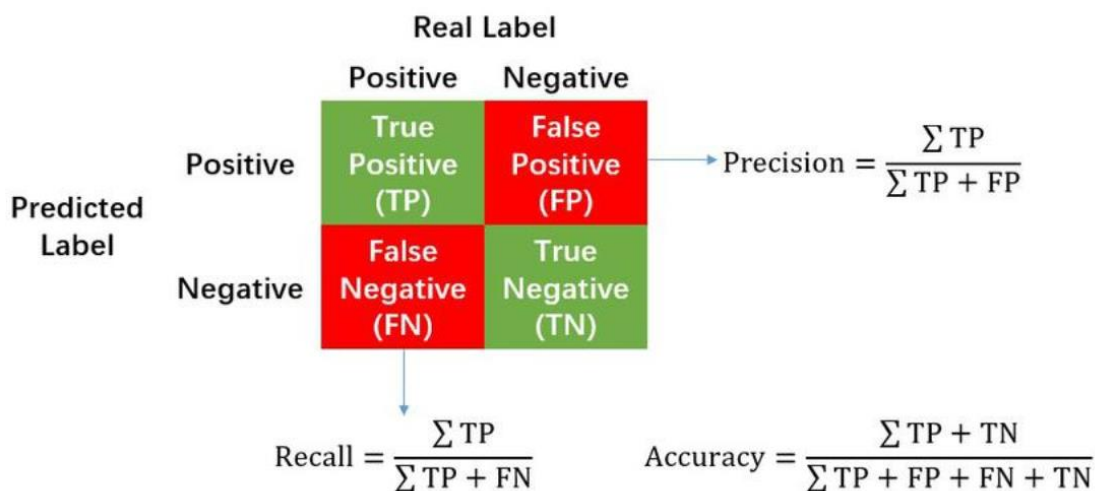 Real Label
Positive Negative
True
Positive
(TP)
False
Positive
(FP)
Positive
Precision = ∑ TP / ∑ TP + FP
Predicted
Label
False
Negative
(FN)
True
Negative
(TN)
Negative
Recall = ∑ TP / ∑ TP + FN
Accuracy = ∑ TP + TN / ∑ TP + FP + FN + TN